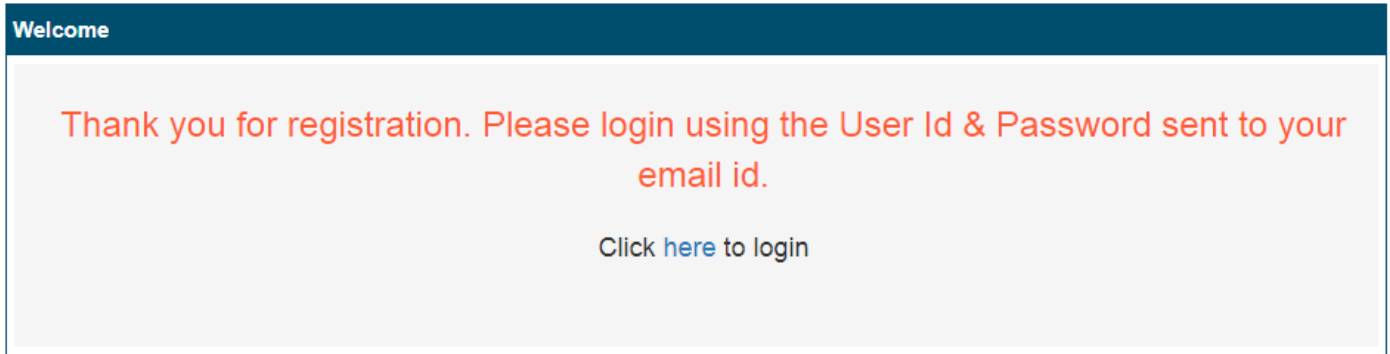 Welcome
Thank you for registration. Please login using the User Id & Password sent to your
email id.
Click here to login